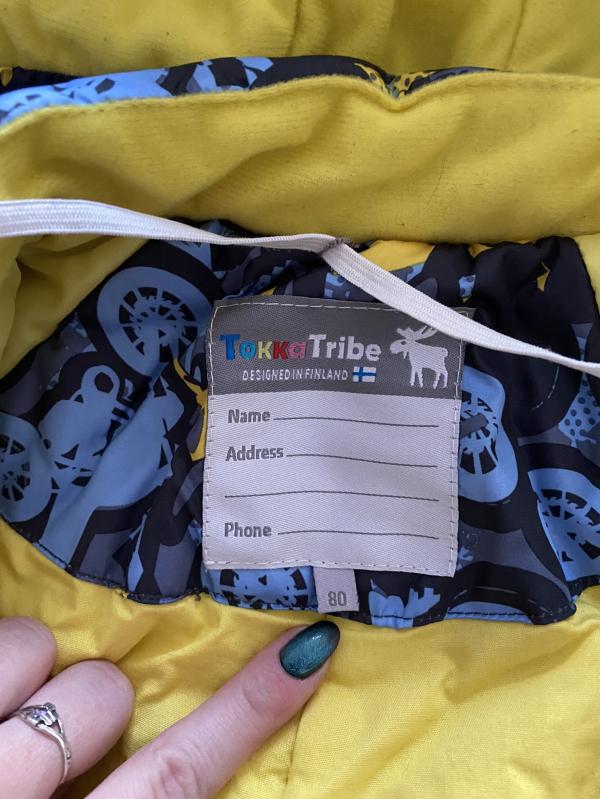 TOKKaTribe
DESIGNED IN FINLAND
Name
Address
Phone
80